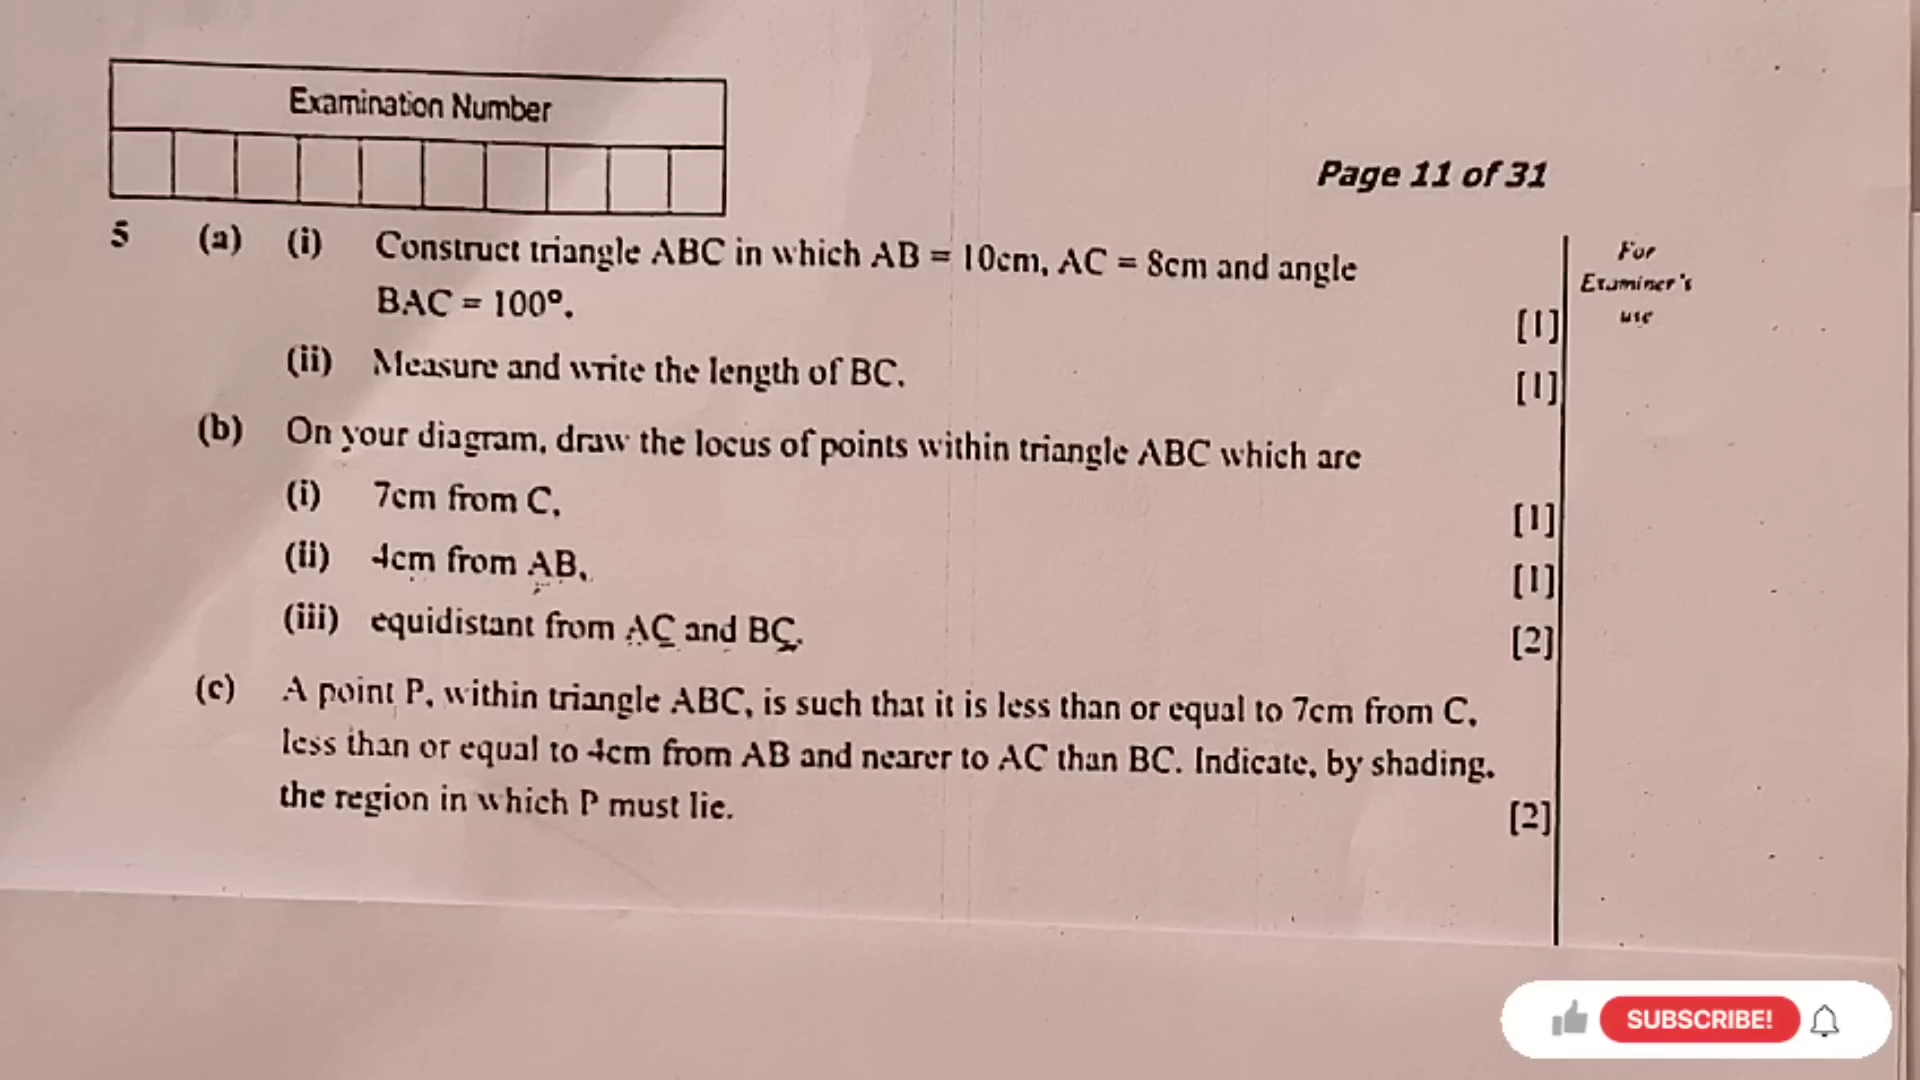 Examination Number
Page 11 of 31
5 (a) (i) Construct triangle ABC in which AB = 10cm, AC = 8cm and angle
BAC = 100°.
[1]
(ii) Measure and write the length of BC.
[1]
(b) On your diagram, draw the locus of points within triangle ABC which are
(i) 7cm from C,
[1]
(ii) 4cm from AB,
[1]
(iii) equidistant from AC and BC.
[2]
(c) A point P, within triangle ABC, is such that it is less than or equal to 7cm from C,
less than or equal to 4cm from AB and nearer to AC than BC. Indicate, by shading,
the region in which P must lie.
[2]
For
Examiner's
use
SUBSCRIBE!